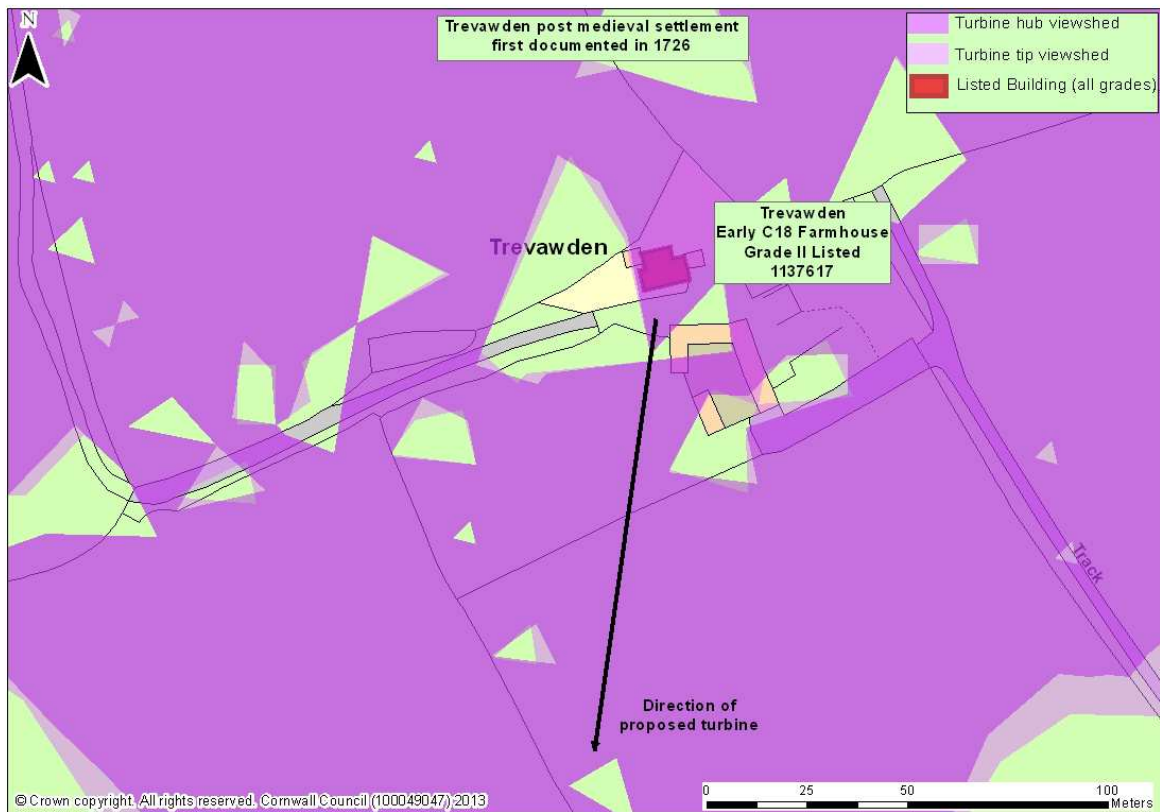 N
Trevawden post medieval settlement
first documented in 1726
Turbine hub viewshed
Turbine tip viewshed
Listed Building (all grades)
Trevawden
Trevawden
Early C18 Farmhouse
Grade II Listed
1137617
Track
Direction of
proposed turbine
© Crown copyright. All rights reserved. Cornwall Council (100049047) 2013
0 25 50 100
Meters